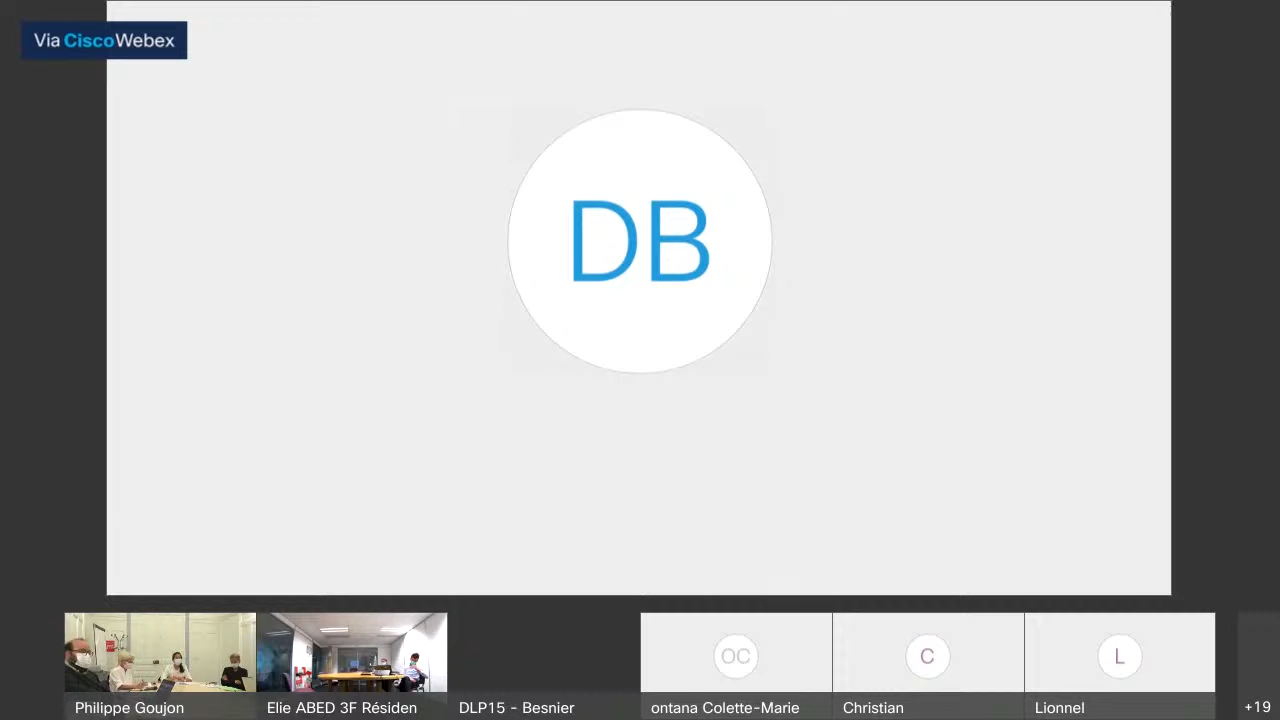 Via CiscoWebex
DB
OC
C
L
Philippe Goujon
Elie ABED 3F Résiden
DLP15 - Besnier
ontana Colette-Marie
Christian
Lionnel
+19